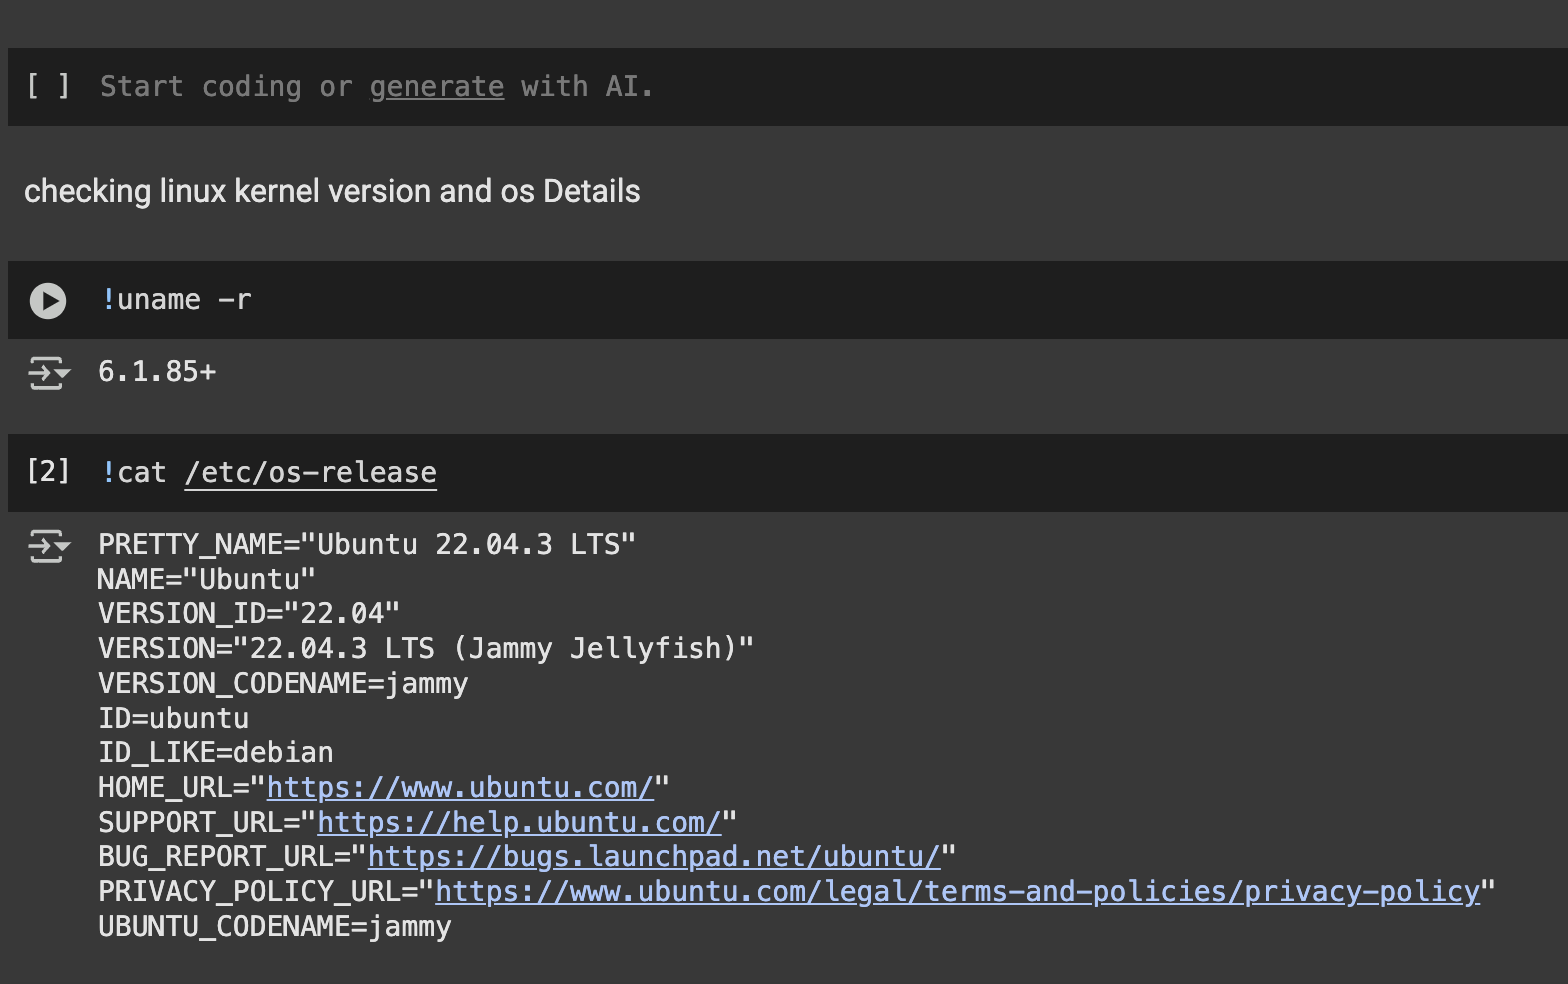 [ ] Start coding or generate with AI.
checking linux kernel version and os Details
!uname -r
6.1.85+
[2] !cat /etc/os-release
PRETTY_NAME="Ubuntu 22.04.3 LTS"
NAME="Ubuntu"
VERSION_ID="22.04"
VERSION="22.04.3 LTS (Jammy Jellyfish)"
VERSION_CODENAME=jammy
ID=ubuntu
ID_LIKE=debian
HOME_URL="https://www.ubuntu.com/"
SUPPORT_URL="https://help.ubuntu.com/"
BUG_REPORT_URL="https://bugs.launchpad.net/ubuntu/"
PRIVACY_POLICY_URL="https://www.ubuntu.com/legal/terms-and-policies/privacy-policy"
UBUNTU_CODENAME=jammy